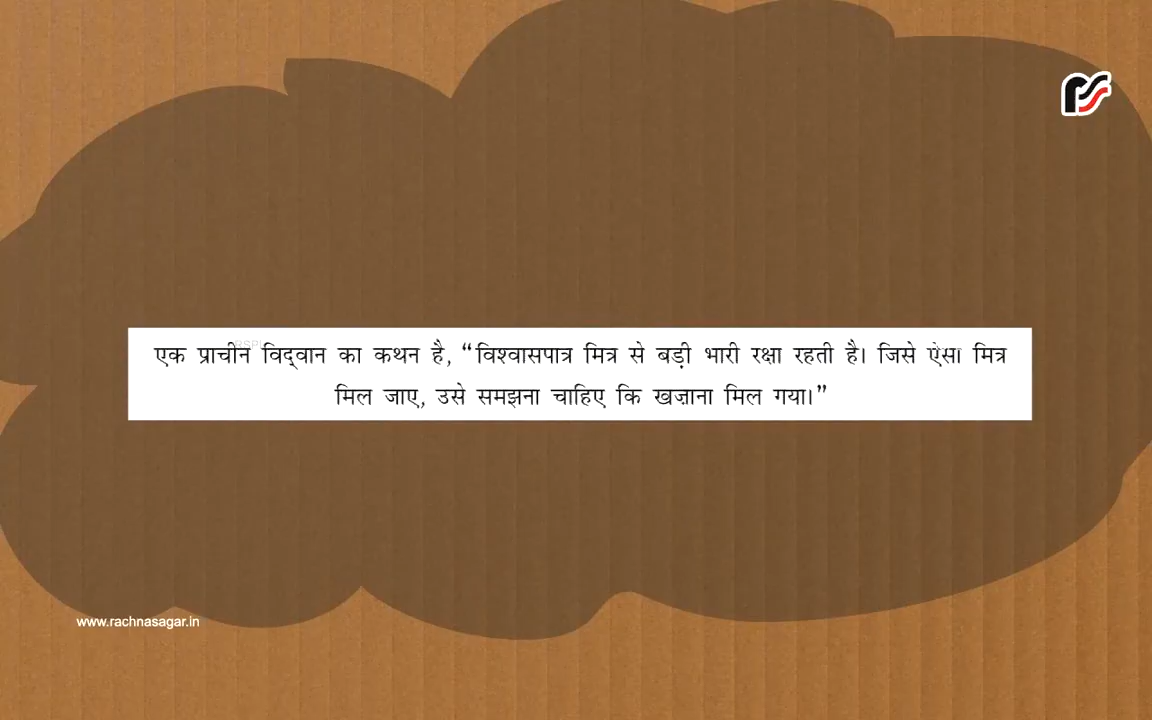 एक प्राचीन विद्वान का कथन है, “विश्वासपात्र मित्र से बड़ी भारी रक्षा रहती है। जिसे ऐसा मित्र
मिल जाए, उसे समझना चाहिए कि खज़ाना मिल गया।”
www.rachnasagar.in